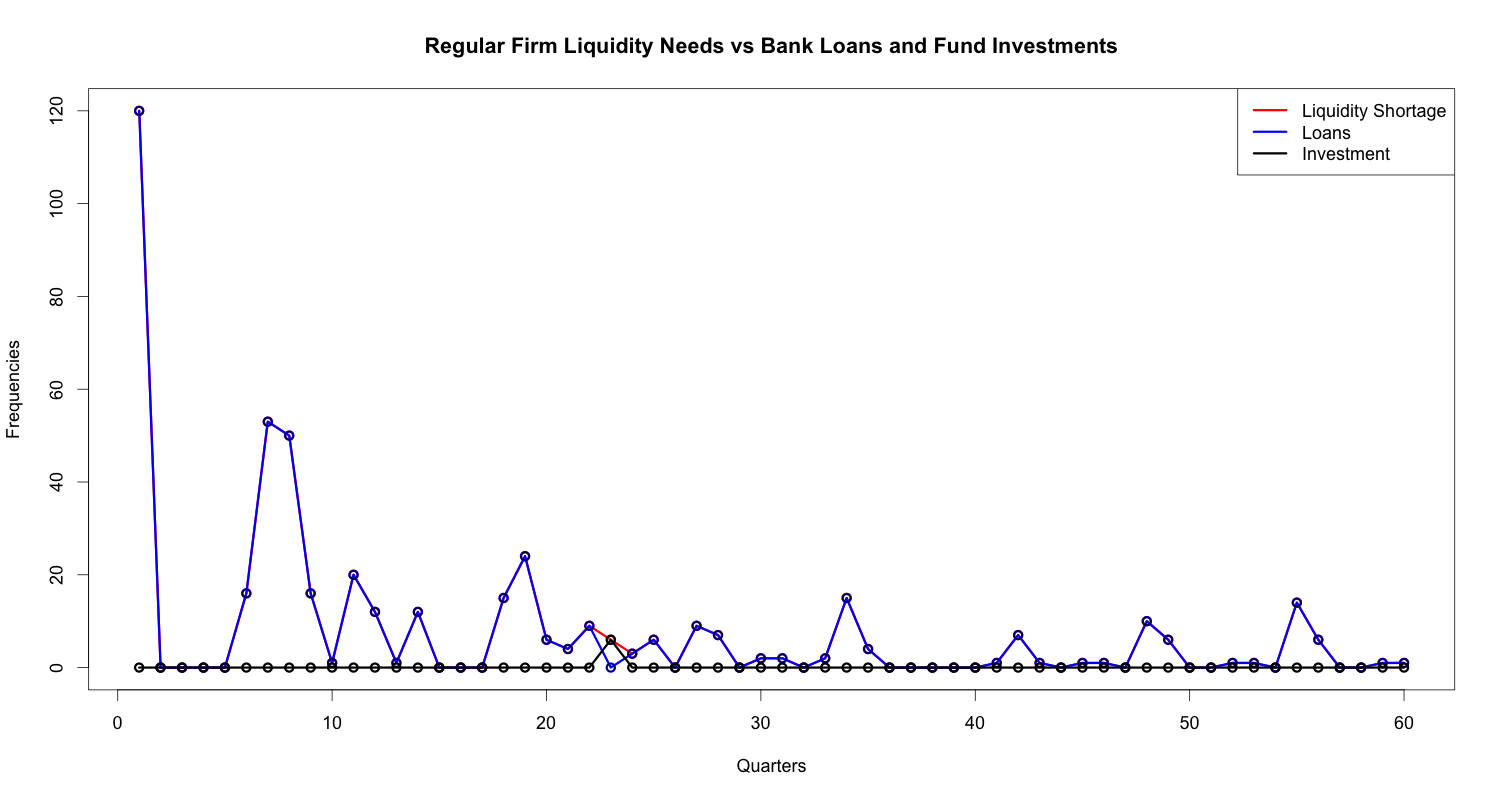 Regular Firm Liquidity Needs vs Bank Loans and Fund Investments
Liquidity Shortage
Loans
Investment
Frequencies
120
100
80
60
40
20
0
0 10 20 30 40 50 60
Quarters